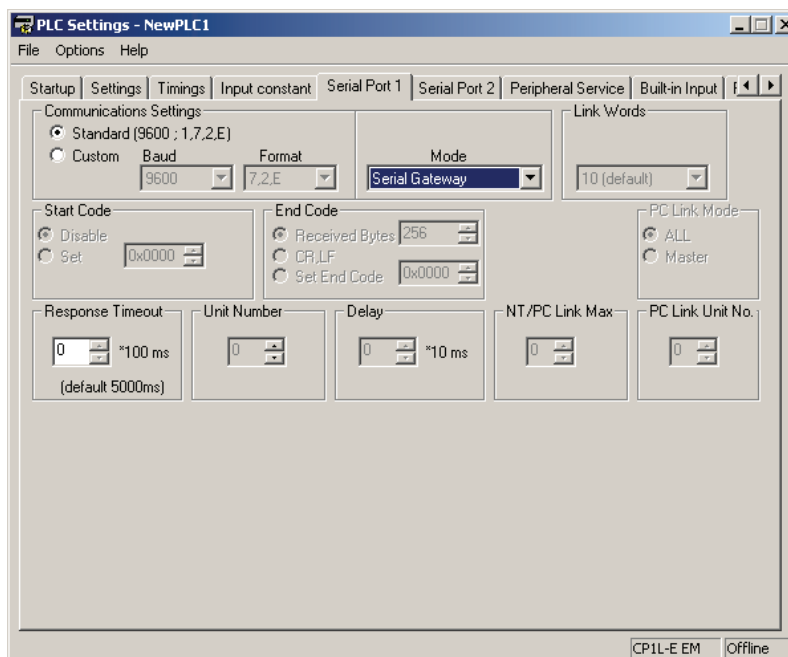 PLC Settings - NewPLC1
File Options Help
Startup Settings Timings Input constant Serial Port 1 Serial Port 2 Peripheral Service Built-in Input
Communications Settings Link Words
Standard (9600 ; 1,7,2,E)
Custom Baud Format Mode
9600 7,2,E Serial Gateway 10 (default)
Start Code End Code PC Link Mode
Disable Received Bytes 256 ALL
Set 0x0000 CR,LF Master
Set End Code 0x0000
Response Timeout Unit Number Delay NT/PC Link Max PC Link Unit No.
0 *100 ms 0 0 *10 ms 0 0
(default 5000ms)
CP1L-E EM Offline